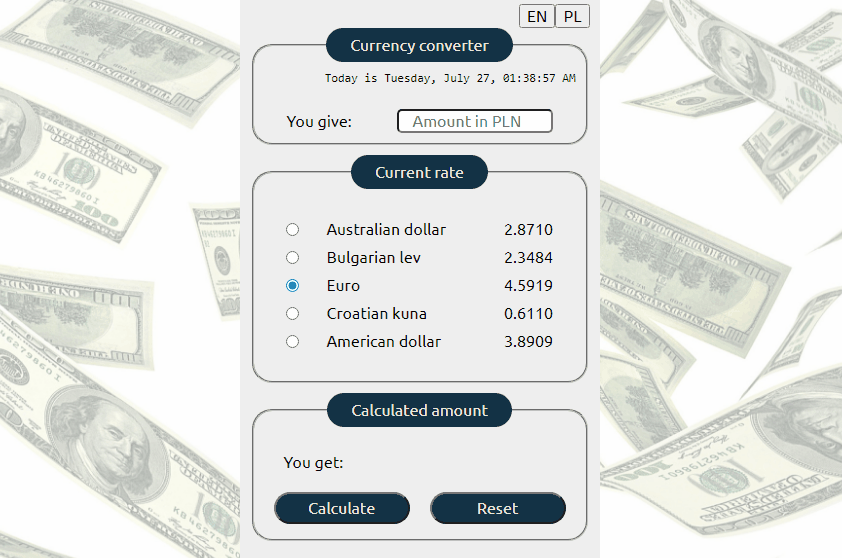 EN PL
Currency converter
Today is Tuesday, July 27, 01:38:57 AM
You give: Amount in PLN
Current rate
Australian dollar 2.8710
Bulgarian lev 2.3484
Euro 4.5919
Croatian kuna 0.6110
American dollar 3.8909
Calculated amount
You get:
Calculate Reset